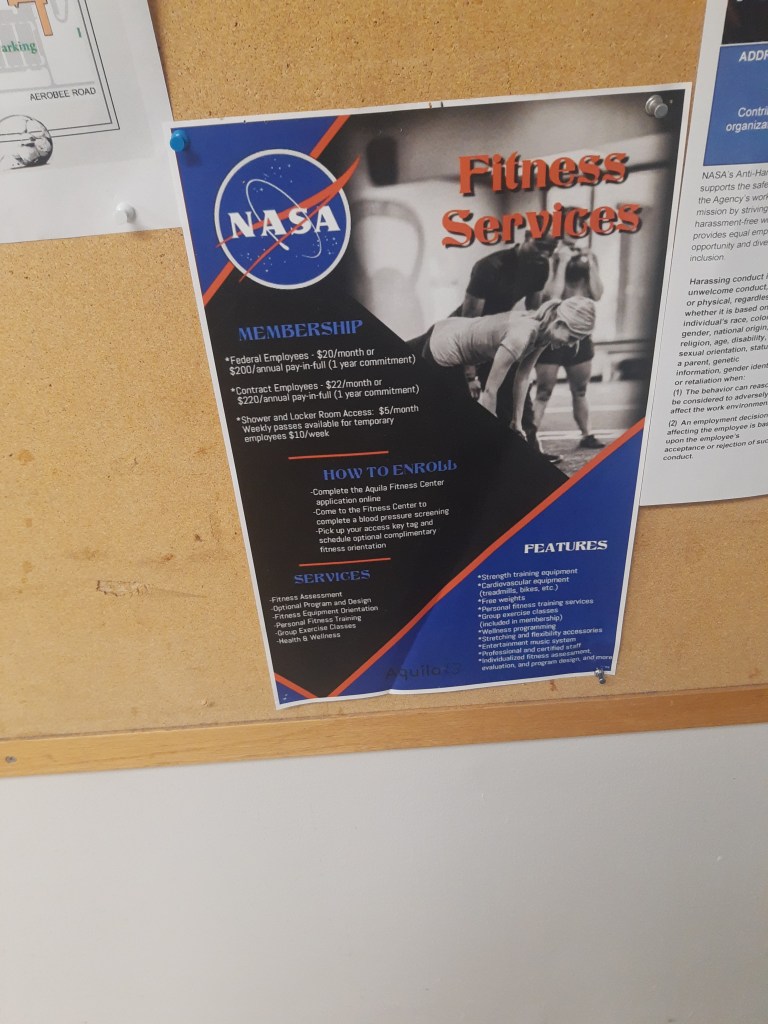 arking
AEROBEE ROAD
NASA
Fitness
Services
MEMBERSHIP
*Federal Employees - $20/month or
$200/annual pay-in-full (1 year commitment)
*Contract Employees - $22/month or
$220/annual pay-in-full (1 year commitment)
*Shower and Locker Room Access: $5/month
Weekly passes available for temporary
employees $10/week
HOW TO ENROLL
-Complete the Aquila Fitness Center
application online
-Come to the Fitness Center to
complete a blood pressure screening
-Pick up your access key tag and
schedule optional complimentary
fitness orientation
SERVICES
-Fitness Assessment
-Optional Program and Design
-Fitness Equipment Orientation
-Personal Fitness Training
-Group Exercise Classes
-Health & Wellness
FEATURES
*Strength training equipment
*Cardiovascular equipment
(treadmills, bikes, etc.)
*Free weights
*Personal fitness training services
*Group exercise classes
(included in membership)
*Wellness programming
*Stretching and flexibility accessories
*Entertainment music system
*Professional and certified staff
*Individualized fitness assessment,
evaluation, and program design, and more
Aquila
ADDR
Contri
organiza
NASA's Anti-Har
supports the safe
the Agency's work
mission by striving
harassment-free w
provides equal emp
opportunity and dive
inclusion.
Harassing conduct i
unwelcome conduct,
or physical, regardles
whether it is based on
individual's race, colo
gender, national origin,
religion, age, disability,
sexual orientation, statu
a parent, genetic
information, gender ident
or retaliation when:
(1) The behavior can reaso
be considered to adversely
affect the work environmen
(2) An employment decision
affecting the employee is bas
upon the employee's
acceptance or rejection of suc
conduct.